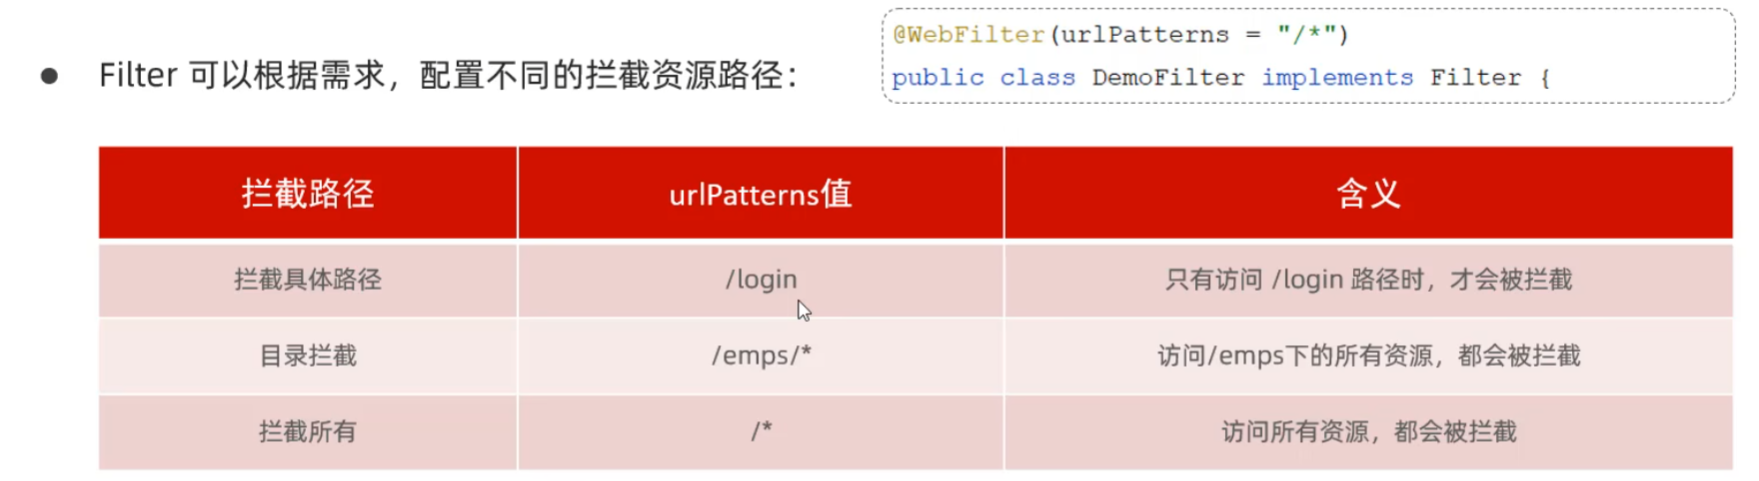 @WebFilter(urlPatterns = "/*")
● Filter 可以根据需求，配置不同的拦截资源路径：
public class DemoFilter implements Filter {
拦截路径 urlPatterns值 含义
拦截具体路径 /login 只有访问 /login 路径时，才会被拦截
目录拦截 /emps/* 访问/emps下的所有资源，都会被拦截
拦截所有 /* 访问所有资源，都会被拦截